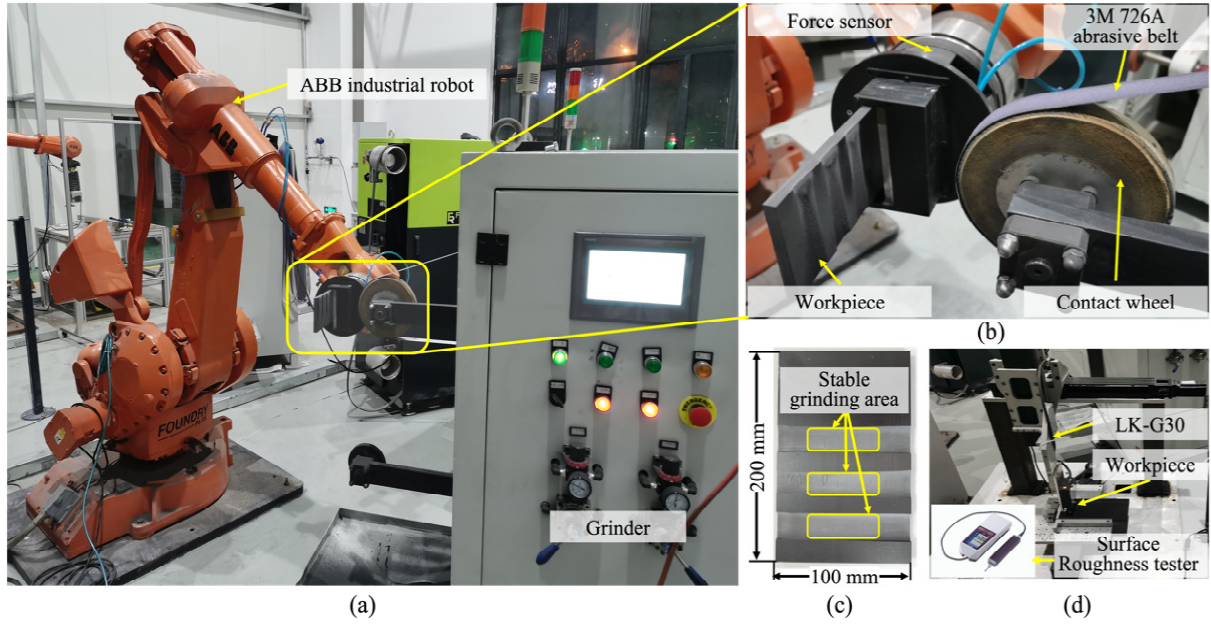 ABB industrial robot
ABB
FOUNDRY
Grinder
(a)
Force sensor
3M 726A
abrasive belt
Workpiece
Contact wheel
(b)
Stable
grinding area
200 mm
100 mm
(c)
LK-G30
Workpiece
Surface
Roughness tester
(d)